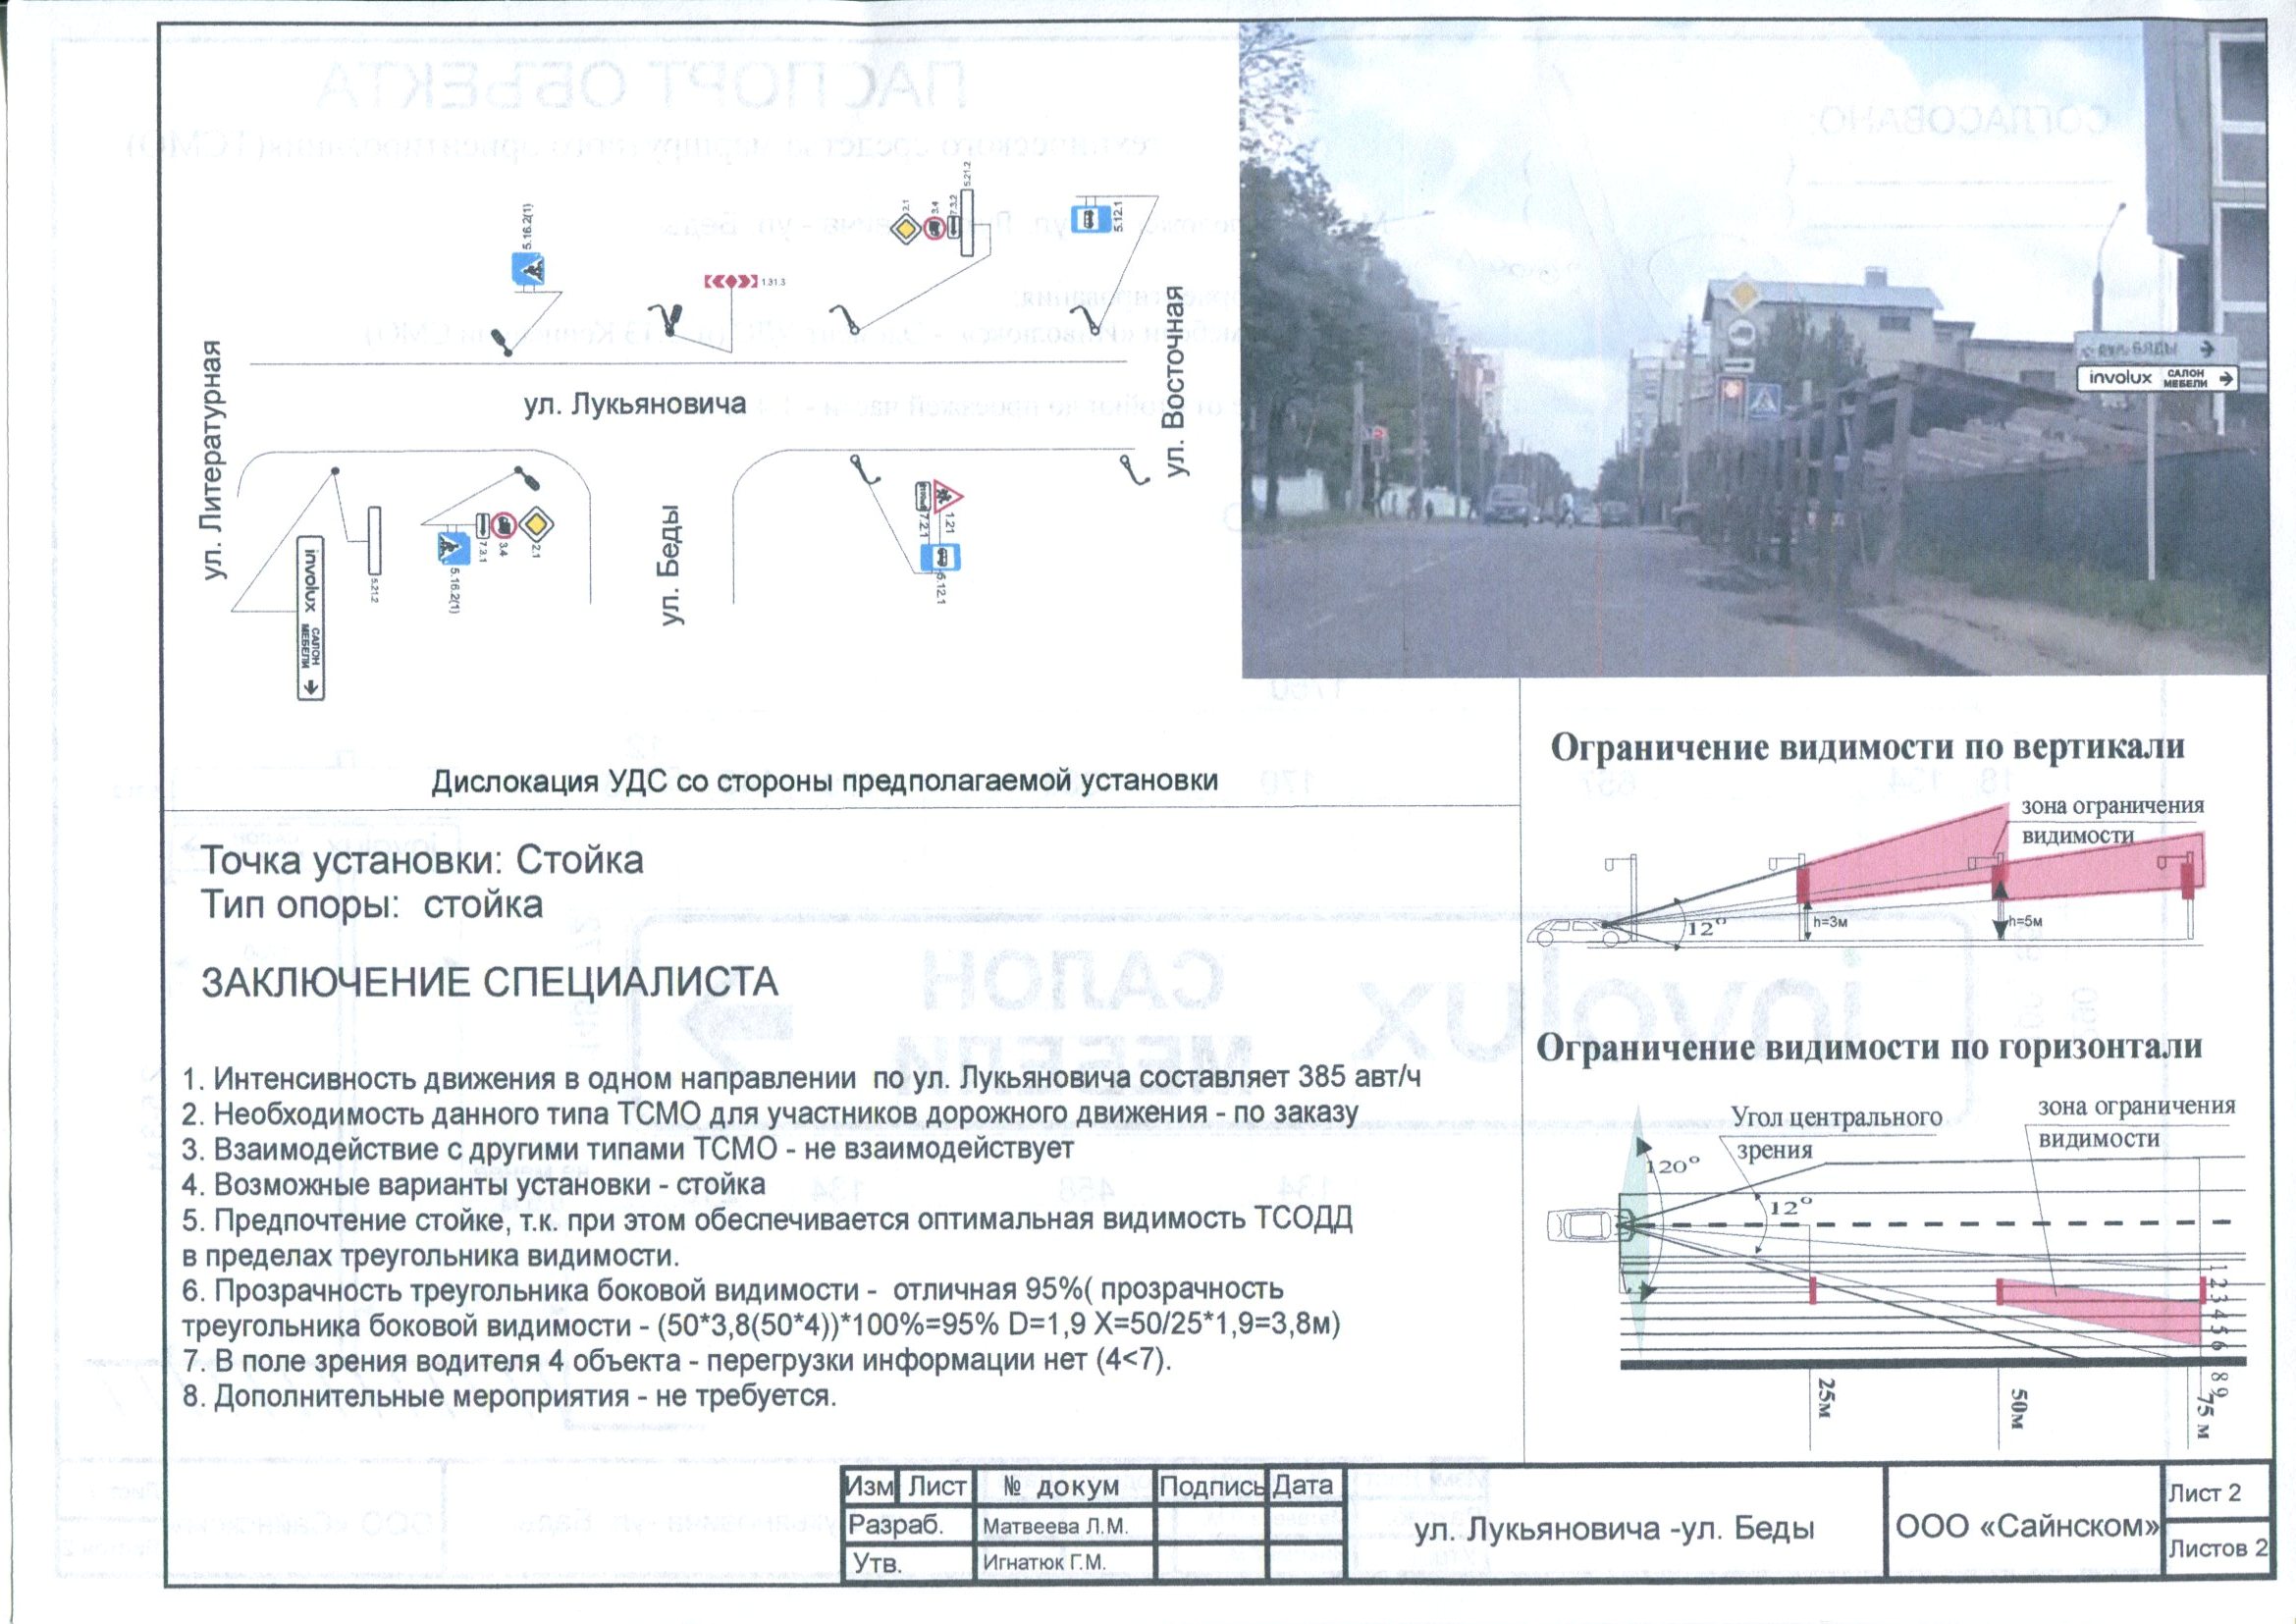 ул. Литературная
5.16.2(1)
1.31.3
2.1
3.4
7.3.2
5.21.2
5.12.1
ул. Восточная
ул. Лукьяновича
ул. Беды
involux САЛОН
МЕБЕЛИ
5.21.2
5.16.2(1)
7.3.1
3.4
2.1
7.2.1
1.21
5.12.1
involux САЛОН
МЕБЕЛИ
Дислокация УДС со стороны предполагаемой установки
Точка установки: Стойка
Тип опоры: стойка
ЗАКЛЮЧЕНИЕ СПЕЦИАЛИСТА
1. Интенсивность движения в одном направлении по ул. Лукьяновича составляет 385 авт/ч
2. Необходимость данного типа ТСМО для участников дорожного движения - по заказу
3. Взаимодействие с другими типами ТСМО - не взаимодействует
4. Возможные варианты установки - стойка
5. Предпочтение стойке, т.к. при этом обеспечивается оптимальная видимость ТСОДД
в пределах треугольника видимости.
6. Прозрачность треугольника боковой видимости - отличная 95%( прозрачность
треугольника боковой видимости - (50*3,8(50*4))*100%=95% D=1,9 X=50/25*1,9=3,8м)
7. В поле зрения водителя 4 объекта - перегрузки информации нет (4<7).
8. Дополнительные мероприятия - не требуется.
Ограничение видимости по вертикали
зона ограничения
видимости
12°
h=3м
h=5м
Ограничение видимости по горизонтали
Угол центрального
зрения
зона ограничения
видимости
120°
12°
1 2 3 4 5 6 8 9
25м
50м
75 м
Изм Лист № докум Подпись Дата
Разраб. Матвеева Л.М.
Утв. Игнатюк Г.М.
ул. Лукьяновича -ул. Беды
ООО «Сайнском»
Лист 2
Листов 2